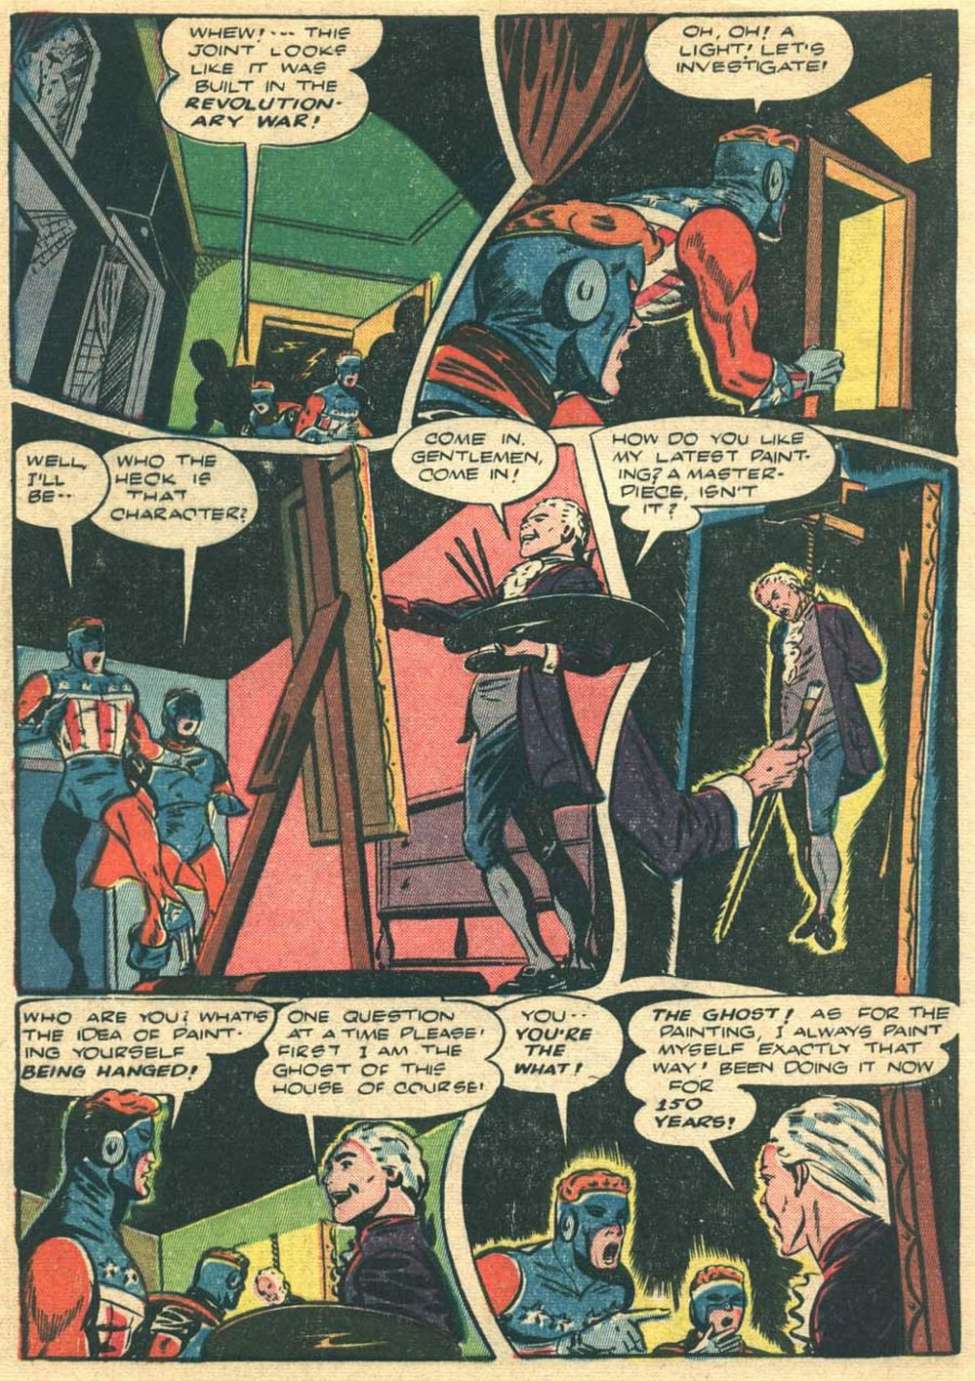 WHEW!--- THIS
JOINT LOOKS
LIKE IT WAS
BUILT IN THE
REVOLUTION-
ARY WAR!
OH, OH! A
LIGHT! LET'S
INVESTIGATE!
WELL,
I'LL
BE--
WHO THE
HECK IS
THAT
CHARACTER?
COME IN,
GENTLEMEN,
COME IN!
HOW DO YOU LIKE
MY LATEST PAINT-
ING? A MASTER-
PIECE, ISN'T
IT?
WHO ARE YOU? WHAT'S
THE IDEA OF PAINT-
ING YOURSELF
BEING HANGED!
ONE QUESTION
AT A TIME PLEASE!
FIRST I AM THE
GHOST OF THIS
HOUSE OF COURSE!
YOU--
YOU'RE
THE
WHAT!
THE GHOST! AS FOR THE
PAINTING, I ALWAYS PAINT
MYSELF EXACTLY THAT
WAY! BEEN DOING IT NOW
FOR
150
YEARS!